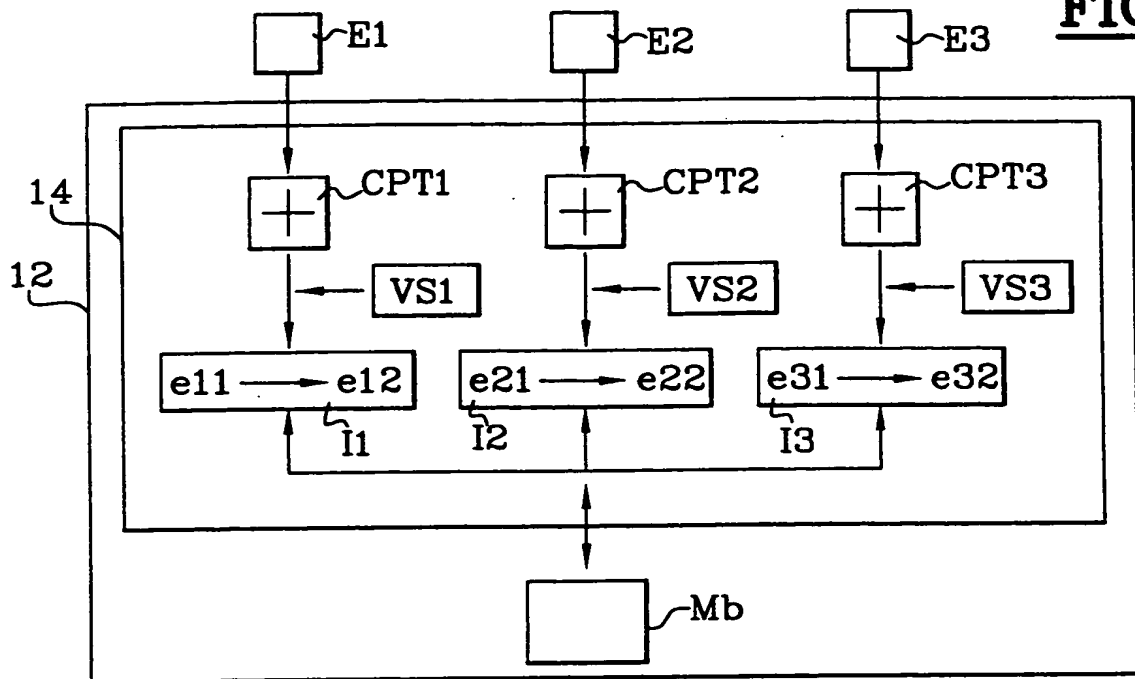 E1 E2 E3
CPT1 CPT2 CPT3
14
12
VS1 VS2 VS3
e11 e12 e21 e22 e31 e32
I1 I2 I3
Mb